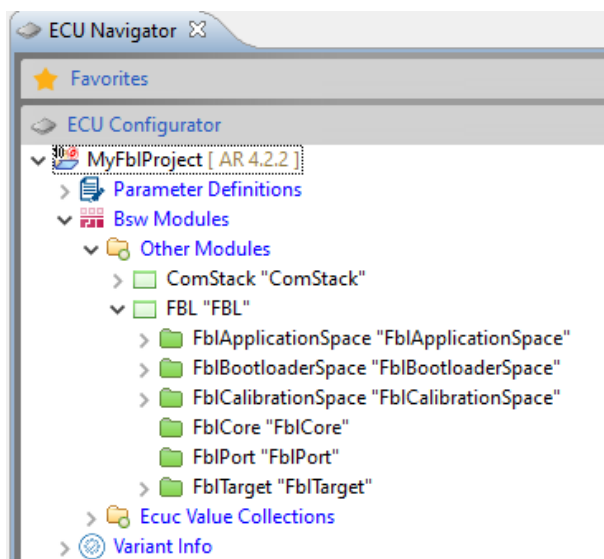 ECU Navigator
Favorites
ECU Configurator
MyFblProject [ AR 4.2.2 ]
Parameter Definitions
Bsw Modules
Other Modules
ComStack "ComStack"
FBL "FBL"
FblApplicationSpace "FblApplicationSpace"
FblBootloaderSpace "FblBootloaderSpace"
FblCalibrationSpace "FblCalibrationSpace"
FblCore "FblCore"
FblPort "FblPort"
FblTarget "FblTarget"
Ecuc Value Collections
Variant Info